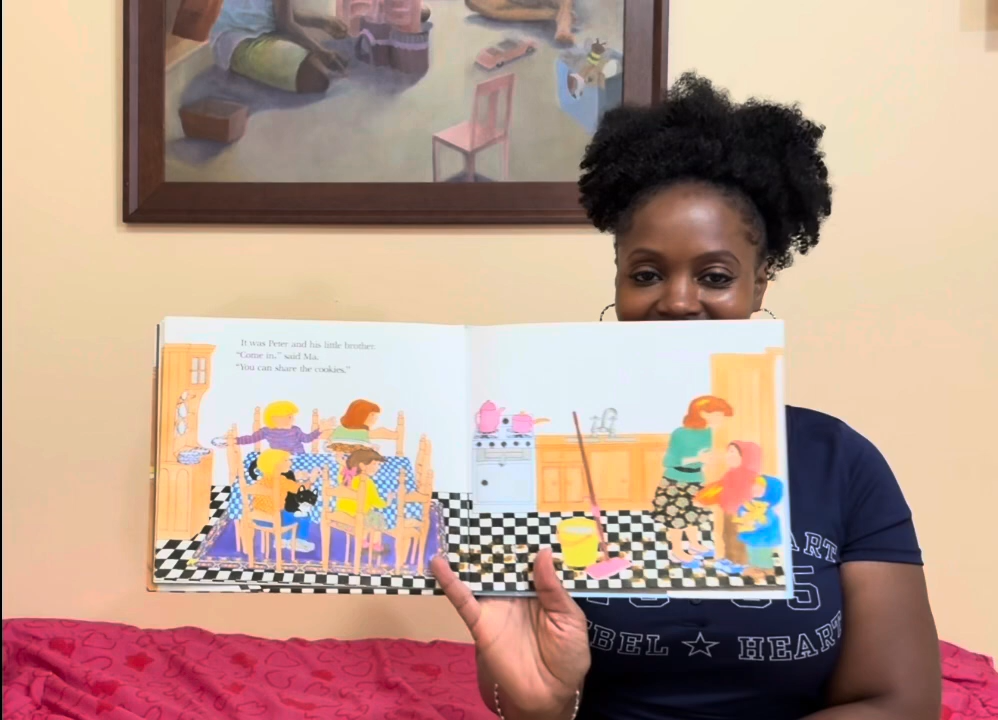 It was Peter and his little brother.
"Come in," said Ma.
"You can share the cookies."
ART
5
BEL ☆ HEART